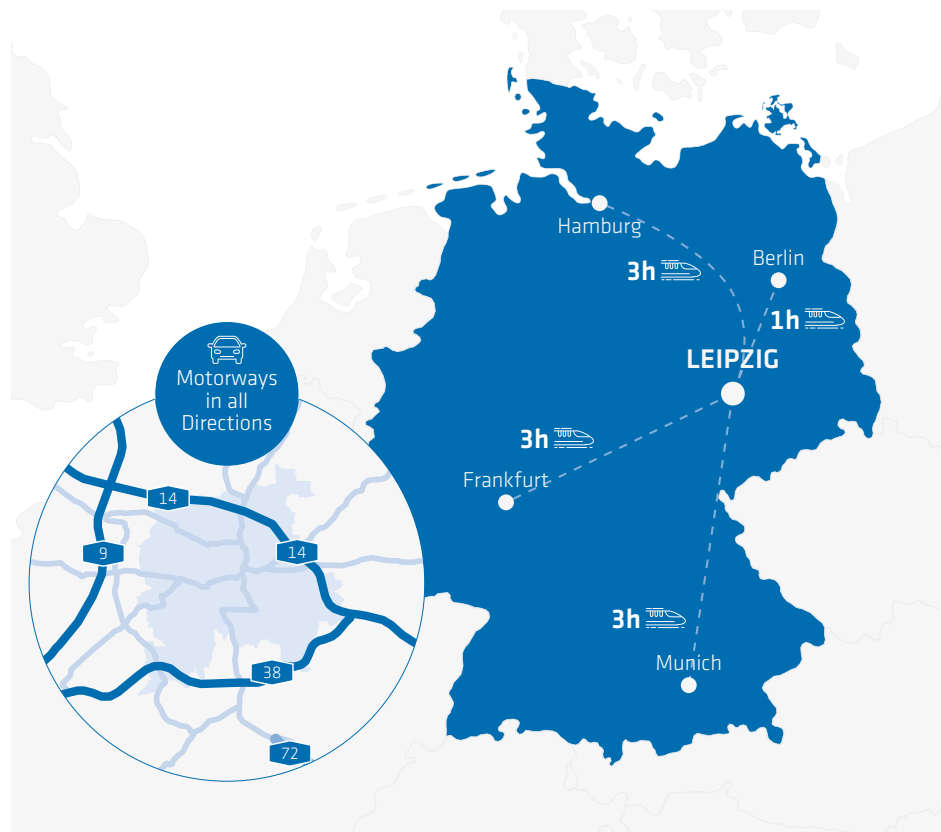 Hamburg
Berlin
3h
1h
LEIPZIG
Motorways
in all
Directions
3h
Frankfurt
14
14
9
3h
Munich
38
72